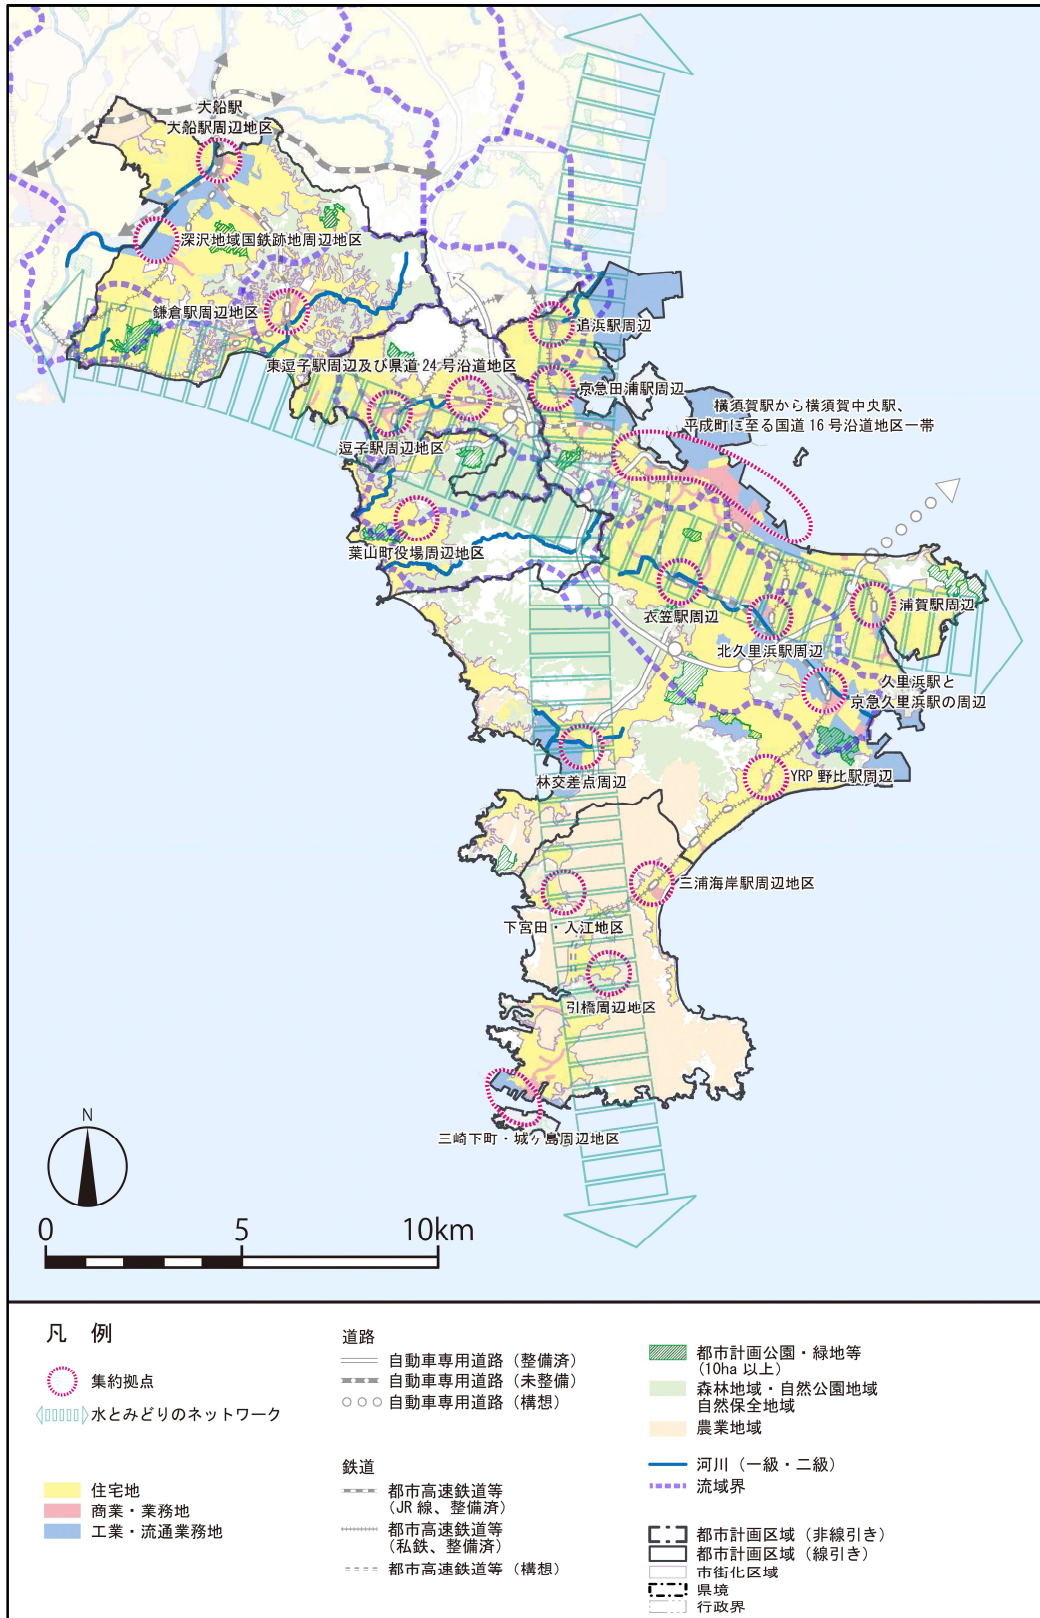 大船駅
大船駅周辺地区
深沢地域国鉄跡地周辺地区
鎌倉駅周辺地区
追浜駅周辺
東逗子駅周辺及び県道24号沿道地区
京急田浦駅周辺
横須賀駅から横須賀中央駅、
平成町に至る国道16号沿道地区一帯
逗子駅周辺地区
葉山町役場周辺地区
衣笠駅周辺
浦賀駅周辺
北久里浜駅周辺
久里浜駅と
京急久里浜駅の周辺
林交差点周辺
YRP野比駅周辺
三浦海岸駅周辺地区
下宮田・入江地区
引橋周辺地区
三崎下町・城ヶ島周辺地区
N
0 5 10km
凡 例
集約拠点
水とみどりのネットワーク
住宅地
商業・業務地
工業・流通業務地
道路
自動車専用道路（整備済）
自動車専用道路（未整備）
自動車専用道路（構想）
鉄道
都市高速鉄道等
（JR線、整備済）
都市高速鉄道等
（私鉄、整備済）
都市高速鉄道等（構想）
都市計画公園・緑地等
（10ha以上）
森林地域・自然公園地域
自然保全地域
農業地域
河川（一級・二級）
流域界
都市計画区域（非線引き）
都市計画区域（線引き）
市街化区域
県境
行政界